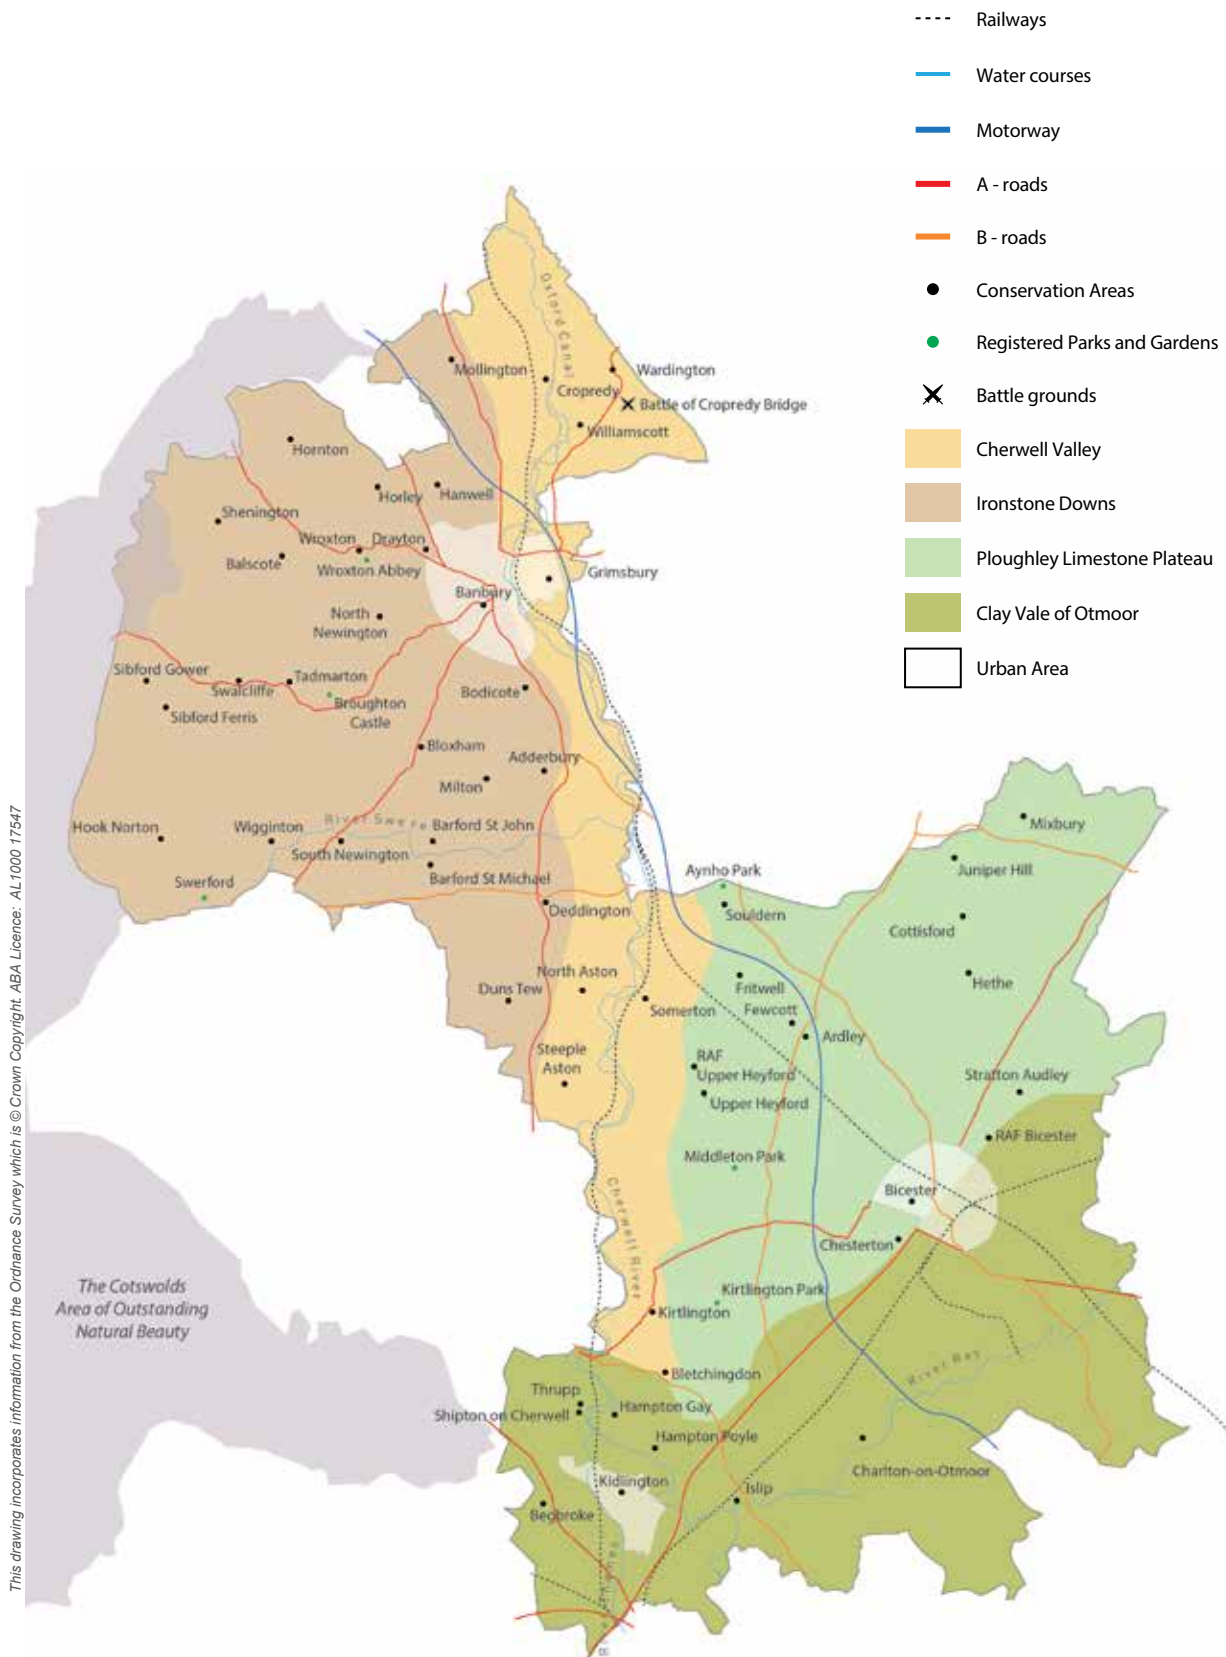 Railways
Water courses
Motorway
A - roads
B - roads
Conservation Areas
Registered Parks and Gardens
Battle grounds
Cherwell Valley
Ironstone Downs
Ploughley Limestone Plateau
Clay Vale of Otmoor
Urban Area
Oxford Canal
Mollington
Wardington
Cropredy
Battle of Cropredy Bridge
Williamscott
Hornton
Horley
Hanwell
Shenington
Wroxton
Drayton
Balscote
Wroxton Abbey
Grimsbury
Banbury
North
Newington
Sibford Gower
Swalcliffe
Tadmarton
Bodicote
Sibford Ferris
Broughton
Castle
Bloxham
Adderbury
Milton
Hook Norton
Wigginton
River Swere
Barford St John
South Newington
Barford St Michael
Swerford
Deddington
Mixbury
Juniper Hill
Aynho Park
Souldern
Cottisford
Hethe
North Aston
Duns Tew
Somerton
Fritwell
Fewcott
Ardley
Steeple
Aston
RAF
Upper Heyford
Upper Heyford
Stratton Audley
RAF Bicester
Middleton Park
Bicester
Cherwell River
Chesterton
Kirtlington Park
Kirtlington
The Cotswolds
Area of Outstanding
Natural Beauty
River Ray
Bletchingdon
Thrupp
Shipton on Cherwell
Hampton Gay
Hampton Poyle
Charlton-on-Otmoor
Kidlington
Islip
Begbroke
This drawing incorporates information from the Ordnance Survey which is © Crown Copyright. ABA Licence: AL1000 17547